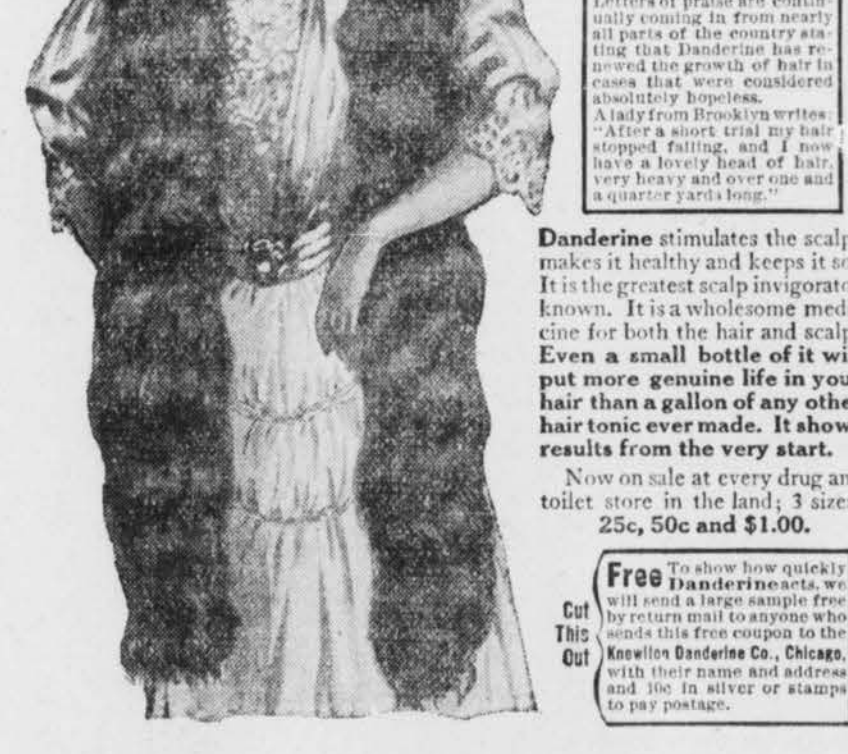 Letters of praise are contin-
ually coming in from nearly
all parts of the country sta-
ting that Danderine has re-
newed the growth of hair in
cases that were considered
absolutely hopeless.
A lady from Brooklyn writes:
"After a short trial my hair
stopped falling, and I now
have a lovely head of hair,
very heavy and over one and
a quarter yards long."
Danderine stimulates the scalp
makes it healthy and keeps it so
It is the greatest scalp invigorato
known. It is a wholesome medi
cine for both the hair and scalp
Even a small bottle of it wi
put more genuine life in you
hair than a gallon of any othe
hair tonic ever made. It show
results from the very start.
Now on sale at every drug an
toilet store in the land; 3 size
25c, 50c and $1.00.
Cut
This
Out
Free To show how quickly
Danderine acts, we
will send a large sample free
by return mail to anyone who
sends this free coupon to the
Knowlton Danderine Co., Chicago,
with their name and address
and 10c in silver or stamps
to pay postage.